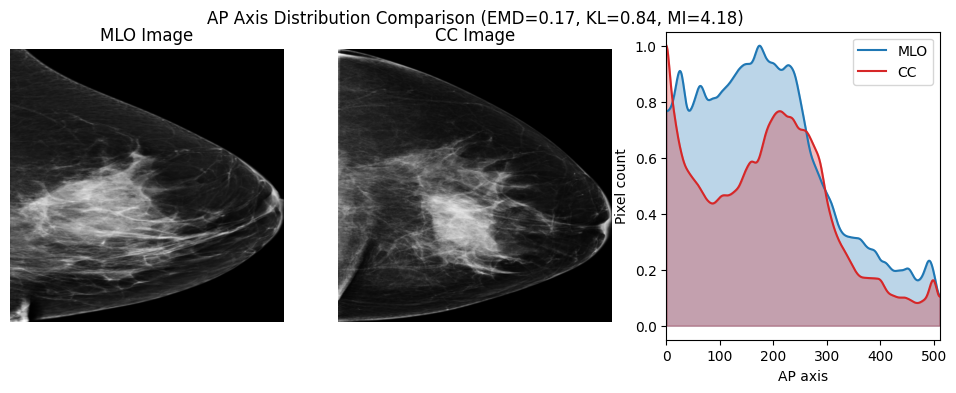 AP Axis Distribution Comparison (EMD=0.17, KL=0.84, MI=4.18)
MLO Image
CC Image
MLO
CC
Pixel count
1.0
0.8
0.6
0.4
0.2
0.0
0 100 200 300 400 500
AP axis